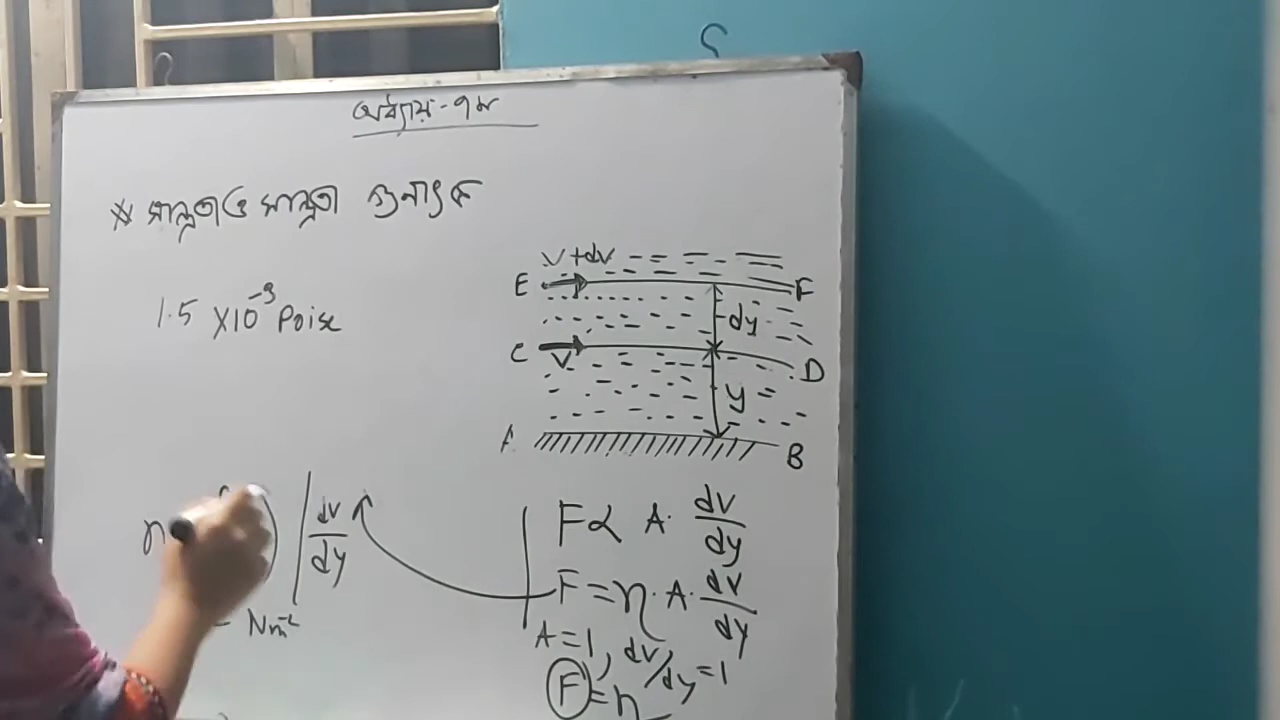 অধ্যায়-৭ম
* সান্দ্রতা ও সান্দ্রতা গুনাংক
1.5 X10⁻³ Poise
V+dV
E F
dy
C D
V
y
A B
η dv/dy
Nm⁻²
F ∝ A. dv/dy
F = η. A. dv/dy
A = 1, dv/dy = 1
F = η